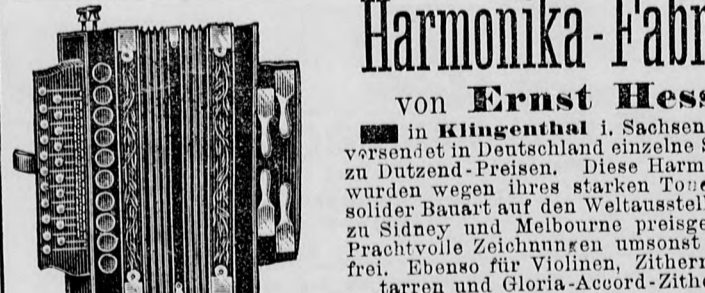 Harmonika-Fabr
von Ernst Hess
in Klingenthal i. Sachsen
versendet in Deutschland einzelne S
zu Dutzend-Preisen. Diese Harm
wurden wegen ihres starken Tone
solider Bauart auf den Weltausstell
zu Sidney und Melbourne preisge
Prachtvolle Zeichnungen umsonst
frei. Ebenso für Violinen, Zithern
tarren und Gloria-Accord-Zithe